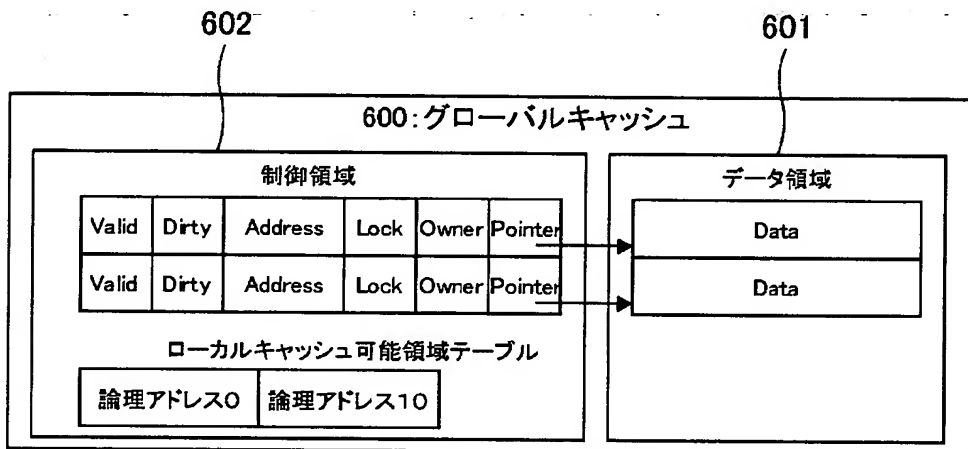 602 601
600:グローバルキャッシュ
制御領域
データ領域
Valid Dirty Address Lock Owner Pointer
Data
Valid Dirty Address Lock Owner Pointer
Data
ローカルキャッシュ可能領域テーブル
論理アドレス0 論理アドレス10